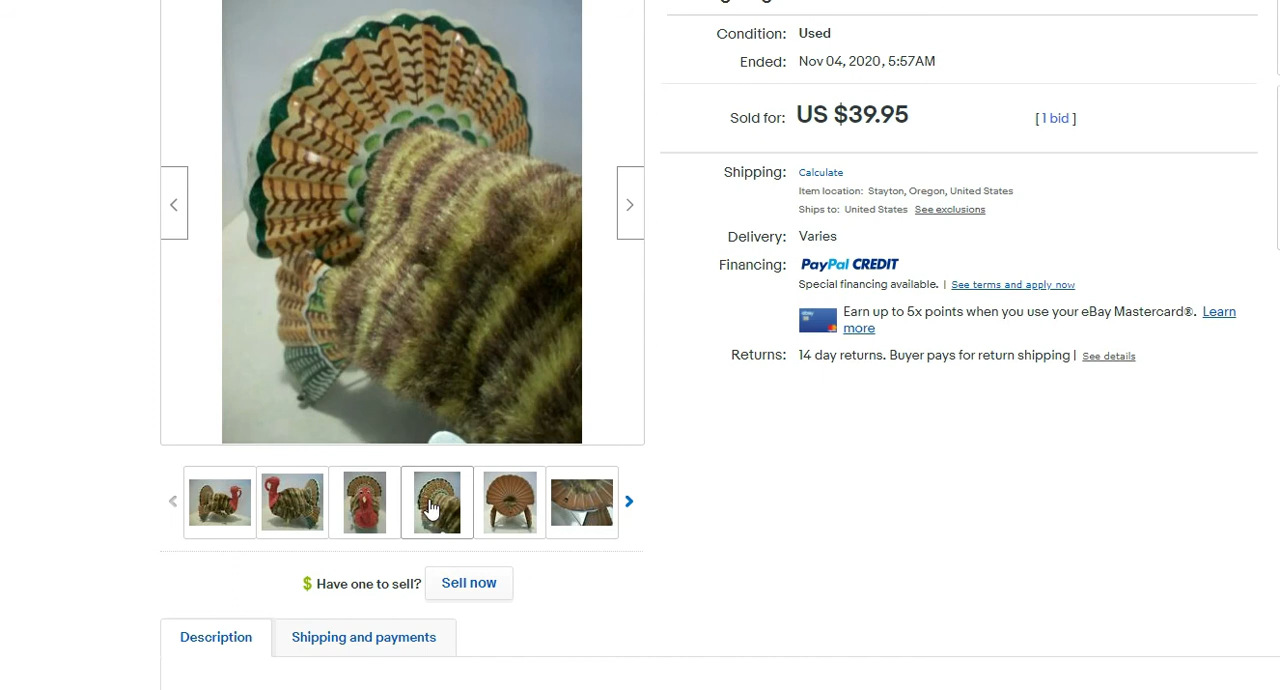 Condition: Used
Ended: Nov 04, 2020, 5:57AM
Sold for: US $39.95 [ 1 bid ]
Shipping: Calculate
Item location: Stayton, Oregon, United States
Ships to: United States See exclusions
Delivery: Varies
Financing: PayPal CREDIT
Special financing available. | See terms and apply now
Earn up to 5x points when you use your eBay Mastercard®. Learn
more
Returns: 14 day returns. Buyer pays for return shipping | See details
$ Have one to sell? Sell now
Description
Shipping and payments